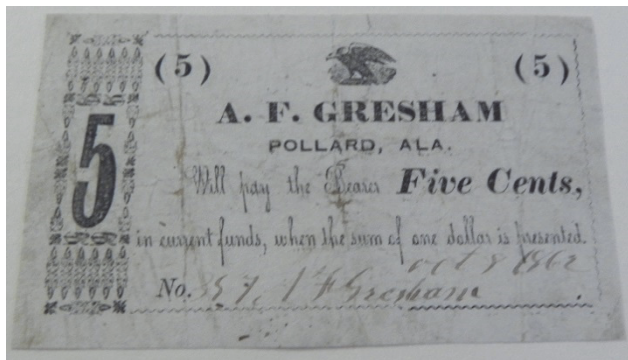 (5) (5)
A. F. GRESHAM
POLLARD, ALA.
5
Will pay the Bearer Five Cents,
in current funds, when the sum of one dollar is presented.
oct 8 1862
No. A F Gresham